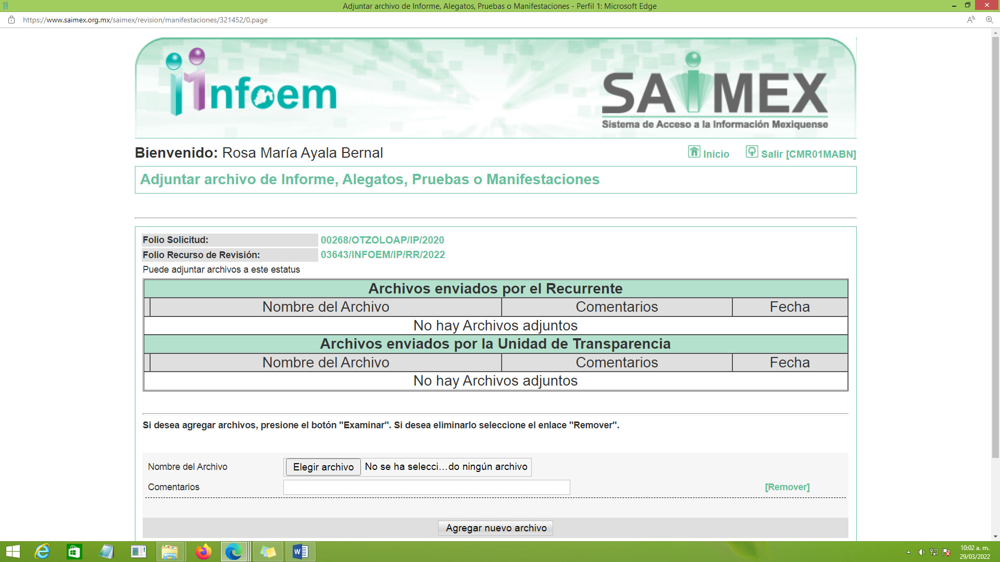 Adjuntar archivo de Informe, Alegatos, Pruebas o Manifestaciones - Perfil 1: Microsoft Edge
https://www.saimex.org.mx/saimex/revision/manifestaciones/321452/0.page
infoem
SAIMEX
Sistema de Acceso a la Información Mexiquense
Bienvenido: Rosa María Ayala Bernal
Inicio
Salir [CMR01MABN]
Adjuntar archivo de Informe, Alegatos, Pruebas o Manifestaciones
Folio Solicitud: 00268/OTZOLOAP/IP/2020
Folio Recurso de Revisión: 03643/INFOEM/IP/RR/2022
Puede adjuntar archivos a este estatus
Archivos enviados por el Recurrente
Nombre del Archivo Comentarios Fecha
No hay Archivos adjuntos
Archivos enviados por la Unidad de Transparencia
Nombre del Archivo Comentarios Fecha
No hay Archivos adjuntos
Si desea agregar archivos, presione el botón "Examinar". Si desea eliminarlo seleccione el enlace "Remover".
Nombre del Archivo Elegir archivo No se ha selecci…do ningún archivo
Comentarios [Remover]
Agregar nuevo archivo
10:02 a. m.
29/03/2022